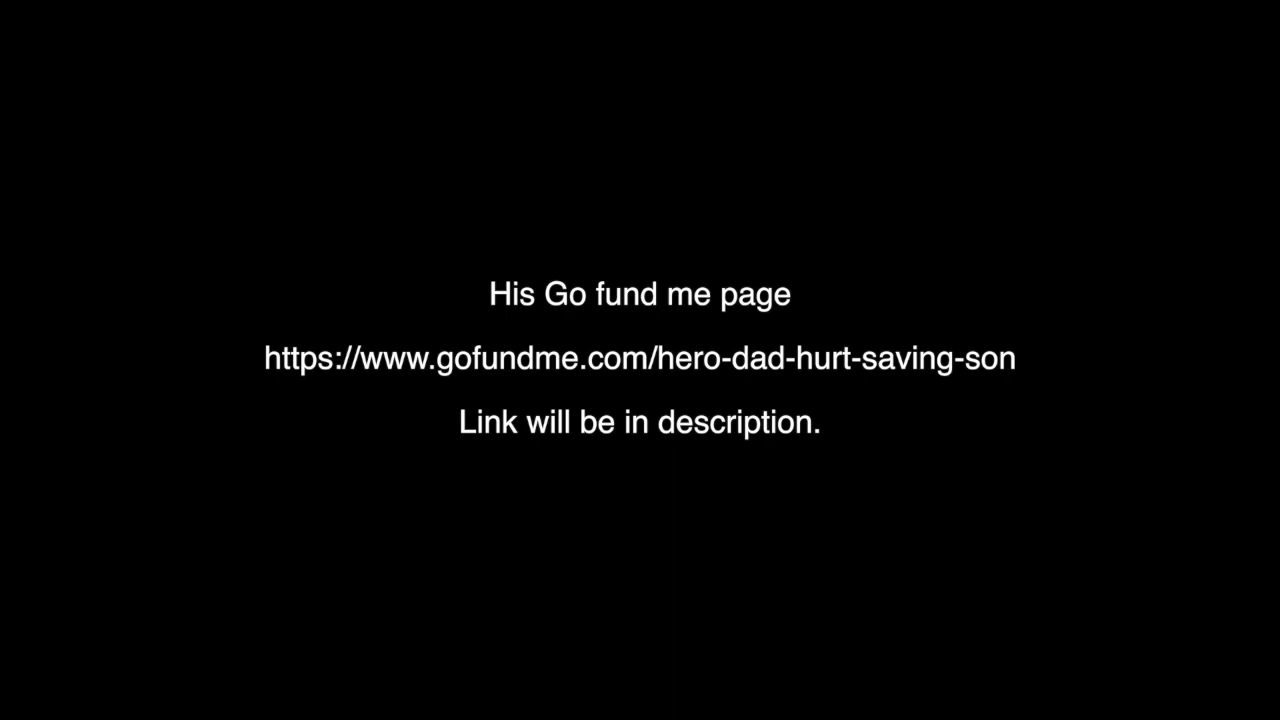 His Go fund me page
https://www.gofundme.com/hero-dad-hurt-saving-son
Link will be in description.